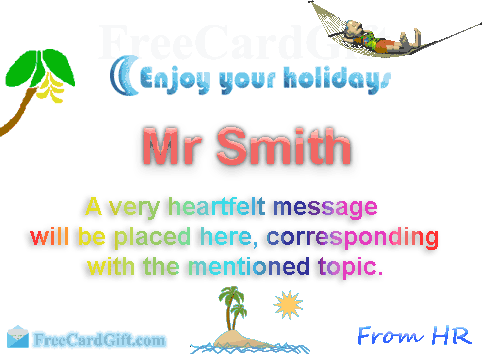 FreeCardGift
Enjoy your holidays
Mr Smith
A very heartfelt message
will be placed here, corresponding
with the mentioned topic.
FreeCardGift.com
From HR